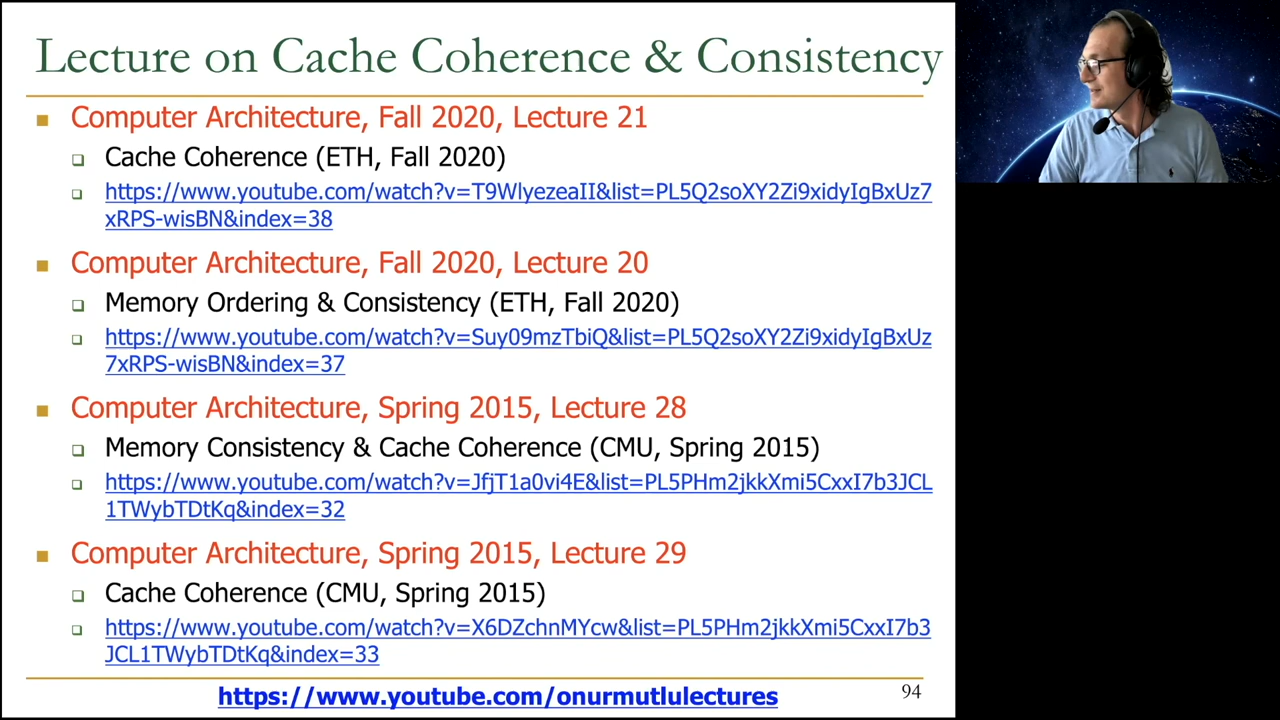 Lecture on Cache Coherence & Consistency
Computer Architecture, Fall 2020, Lecture 21
Cache Coherence (ETH, Fall 2020)
https://www.youtube.com/watch?v=T9WlyezeaII&list=PL5Q2soXY2Zi9xidyIgBxUz7
xRPS-wisBN&index=38
Computer Architecture, Fall 2020, Lecture 20
Memory Ordering & Consistency (ETH, Fall 2020)
https://www.youtube.com/watch?v=Suy09mzTbiQ&list=PL5Q2soXY2Zi9xidyIgBxUz
7xRPS-wisBN&index=37
Computer Architecture, Spring 2015, Lecture 28
Memory Consistency & Cache Coherence (CMU, Spring 2015)
https://www.youtube.com/watch?v=JfjT1a0vi4E&list=PL5PHm2jkkXmi5CxxI7b3JCL
1TWybTDtKq&index=32
Computer Architecture, Spring 2015, Lecture 29
Cache Coherence (CMU, Spring 2015)
https://www.youtube.com/watch?v=X6DZchnMYcw&list=PL5PHm2jkkXmi5CxxI7b3
JCL1TWybTDtKq&index=33
https://www.youtube.com/onurmutlulectures
94